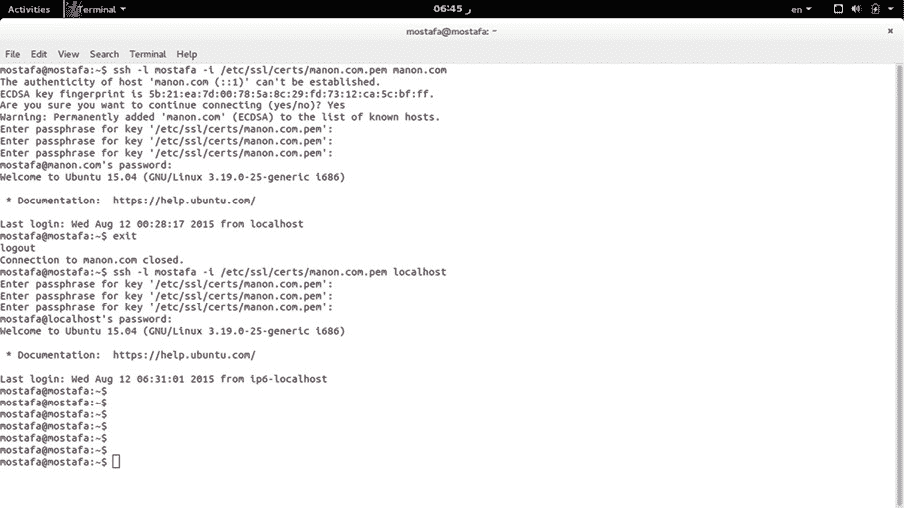 Activities Terminal ر 06:45 en
mostafa@mostafa: ~
File Edit View Search Terminal Help
mostafa@mostafa:~$ ssh -l mostafa -i /etc/ssl/certs/manon.com.pem manon.com
The authenticity of host 'manon.com (::1)' can't be established.
ECDSA key fingerprint is 5b:21:ea:7d:00:78:5a:8c:29:fd:73:12:ca:5c:bf:ff.
Are you sure you want to continue connecting (yes/no)? Yes
Warning: Permanently added 'manon.com' (ECDSA) to the list of known hosts.
Enter passphrase for key '/etc/ssl/certs/manon.com.pem':
Enter passphrase for key '/etc/ssl/certs/manon.com.pem':
Enter passphrase for key '/etc/ssl/certs/manon.com.pem':
mostafa@manon.com's password:
Welcome to Ubuntu 15.04 (GNU/Linux 3.19.0-25-generic i686)
* Documentation: https://help.ubuntu.com/
Last login: Wed Aug 12 00:28:17 2015 from localhost
mostafa@mostafa:~$ exit
logout
Connection to manon.com closed.
mostafa@mostafa:~$ ssh -l mostafa -i /etc/ssl/certs/manon.com.pem localhost
Enter passphrase for key '/etc/ssl/certs/manon.com.pem':
Enter passphrase for key '/etc/ssl/certs/manon.com.pem':
Enter passphrase for key '/etc/ssl/certs/manon.com.pem':
mostafa@localhost's password:
Welcome to Ubuntu 15.04 (GNU/Linux 3.19.0-25-generic i686)
* Documentation: https://help.ubuntu.com/
Last login: Wed Aug 12 06:31:01 2015 from ip6-localhost
mostafa@mostafa:~$
mostafa@mostafa:~$
mostafa@mostafa:~$
mostafa@mostafa:~$
mostafa@mostafa:~$
mostafa@mostafa:~$
mostafa@mostafa:~$